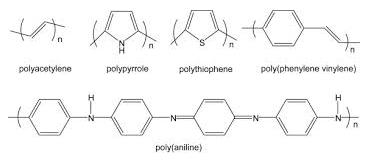 n n n n
N
H
S
polyacetylene polypyrrole polythiophene poly(phenylene vinylene)
H H
N N N N n
poly(aniline)